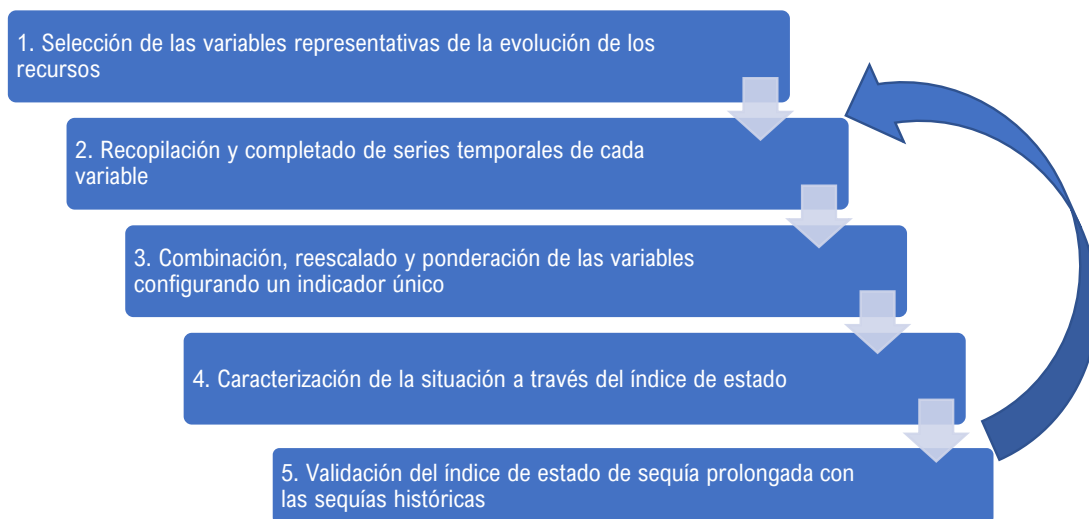 1. Selección de las variables representativas de la evolución de los
recursos
2. Recopilación y completado de series temporales de cada
variable
3. Combinación, reescalado y ponderación de las variables
configurando un indicador único
4. Caracterización de la situación a través del índice de estado
5. Validación del índice de estado de sequía prolongada con
las sequías históricas